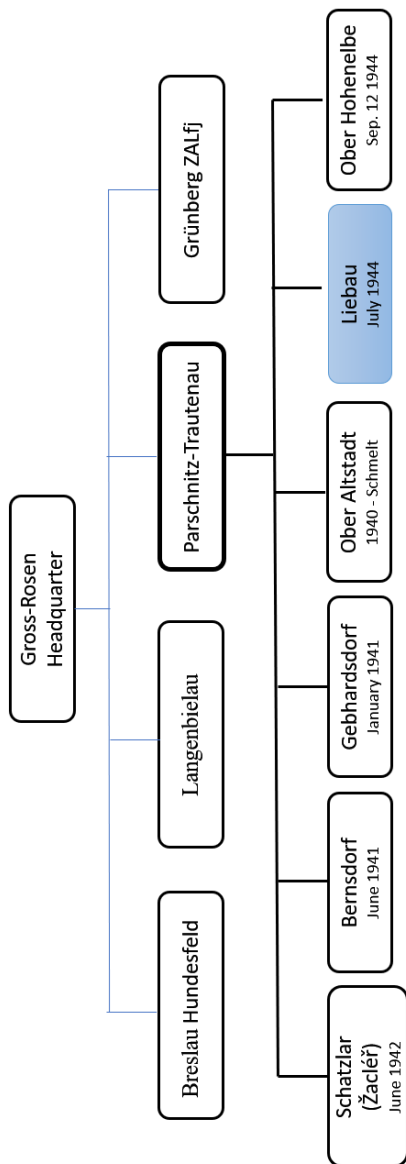 Gross-Rosen
Headquarter
Breslau Hundesfeld
Langenbielau
Parschnitz-Trautenau
Grünberg ZALfj
Schatzlar
(Žacléř)
June 1942
Bernsdorf
June 1941
Gebhardsdorf
January 1941
Ober Altstadt
1940 - Schmelt
Liebau
July 1944
Ober Hohenelbe
Sep. 12 1944